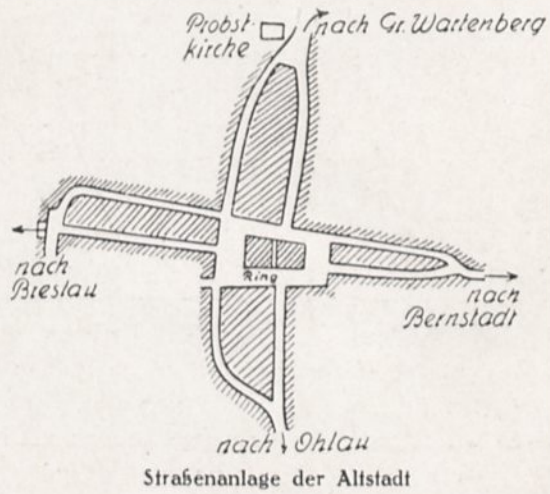 Probst-
kirche
nach Gr. Wartenberg
nach
Breslau
Ring
nach
Bernstadt
nach Ohlau
Straßenanlage der Altstadt